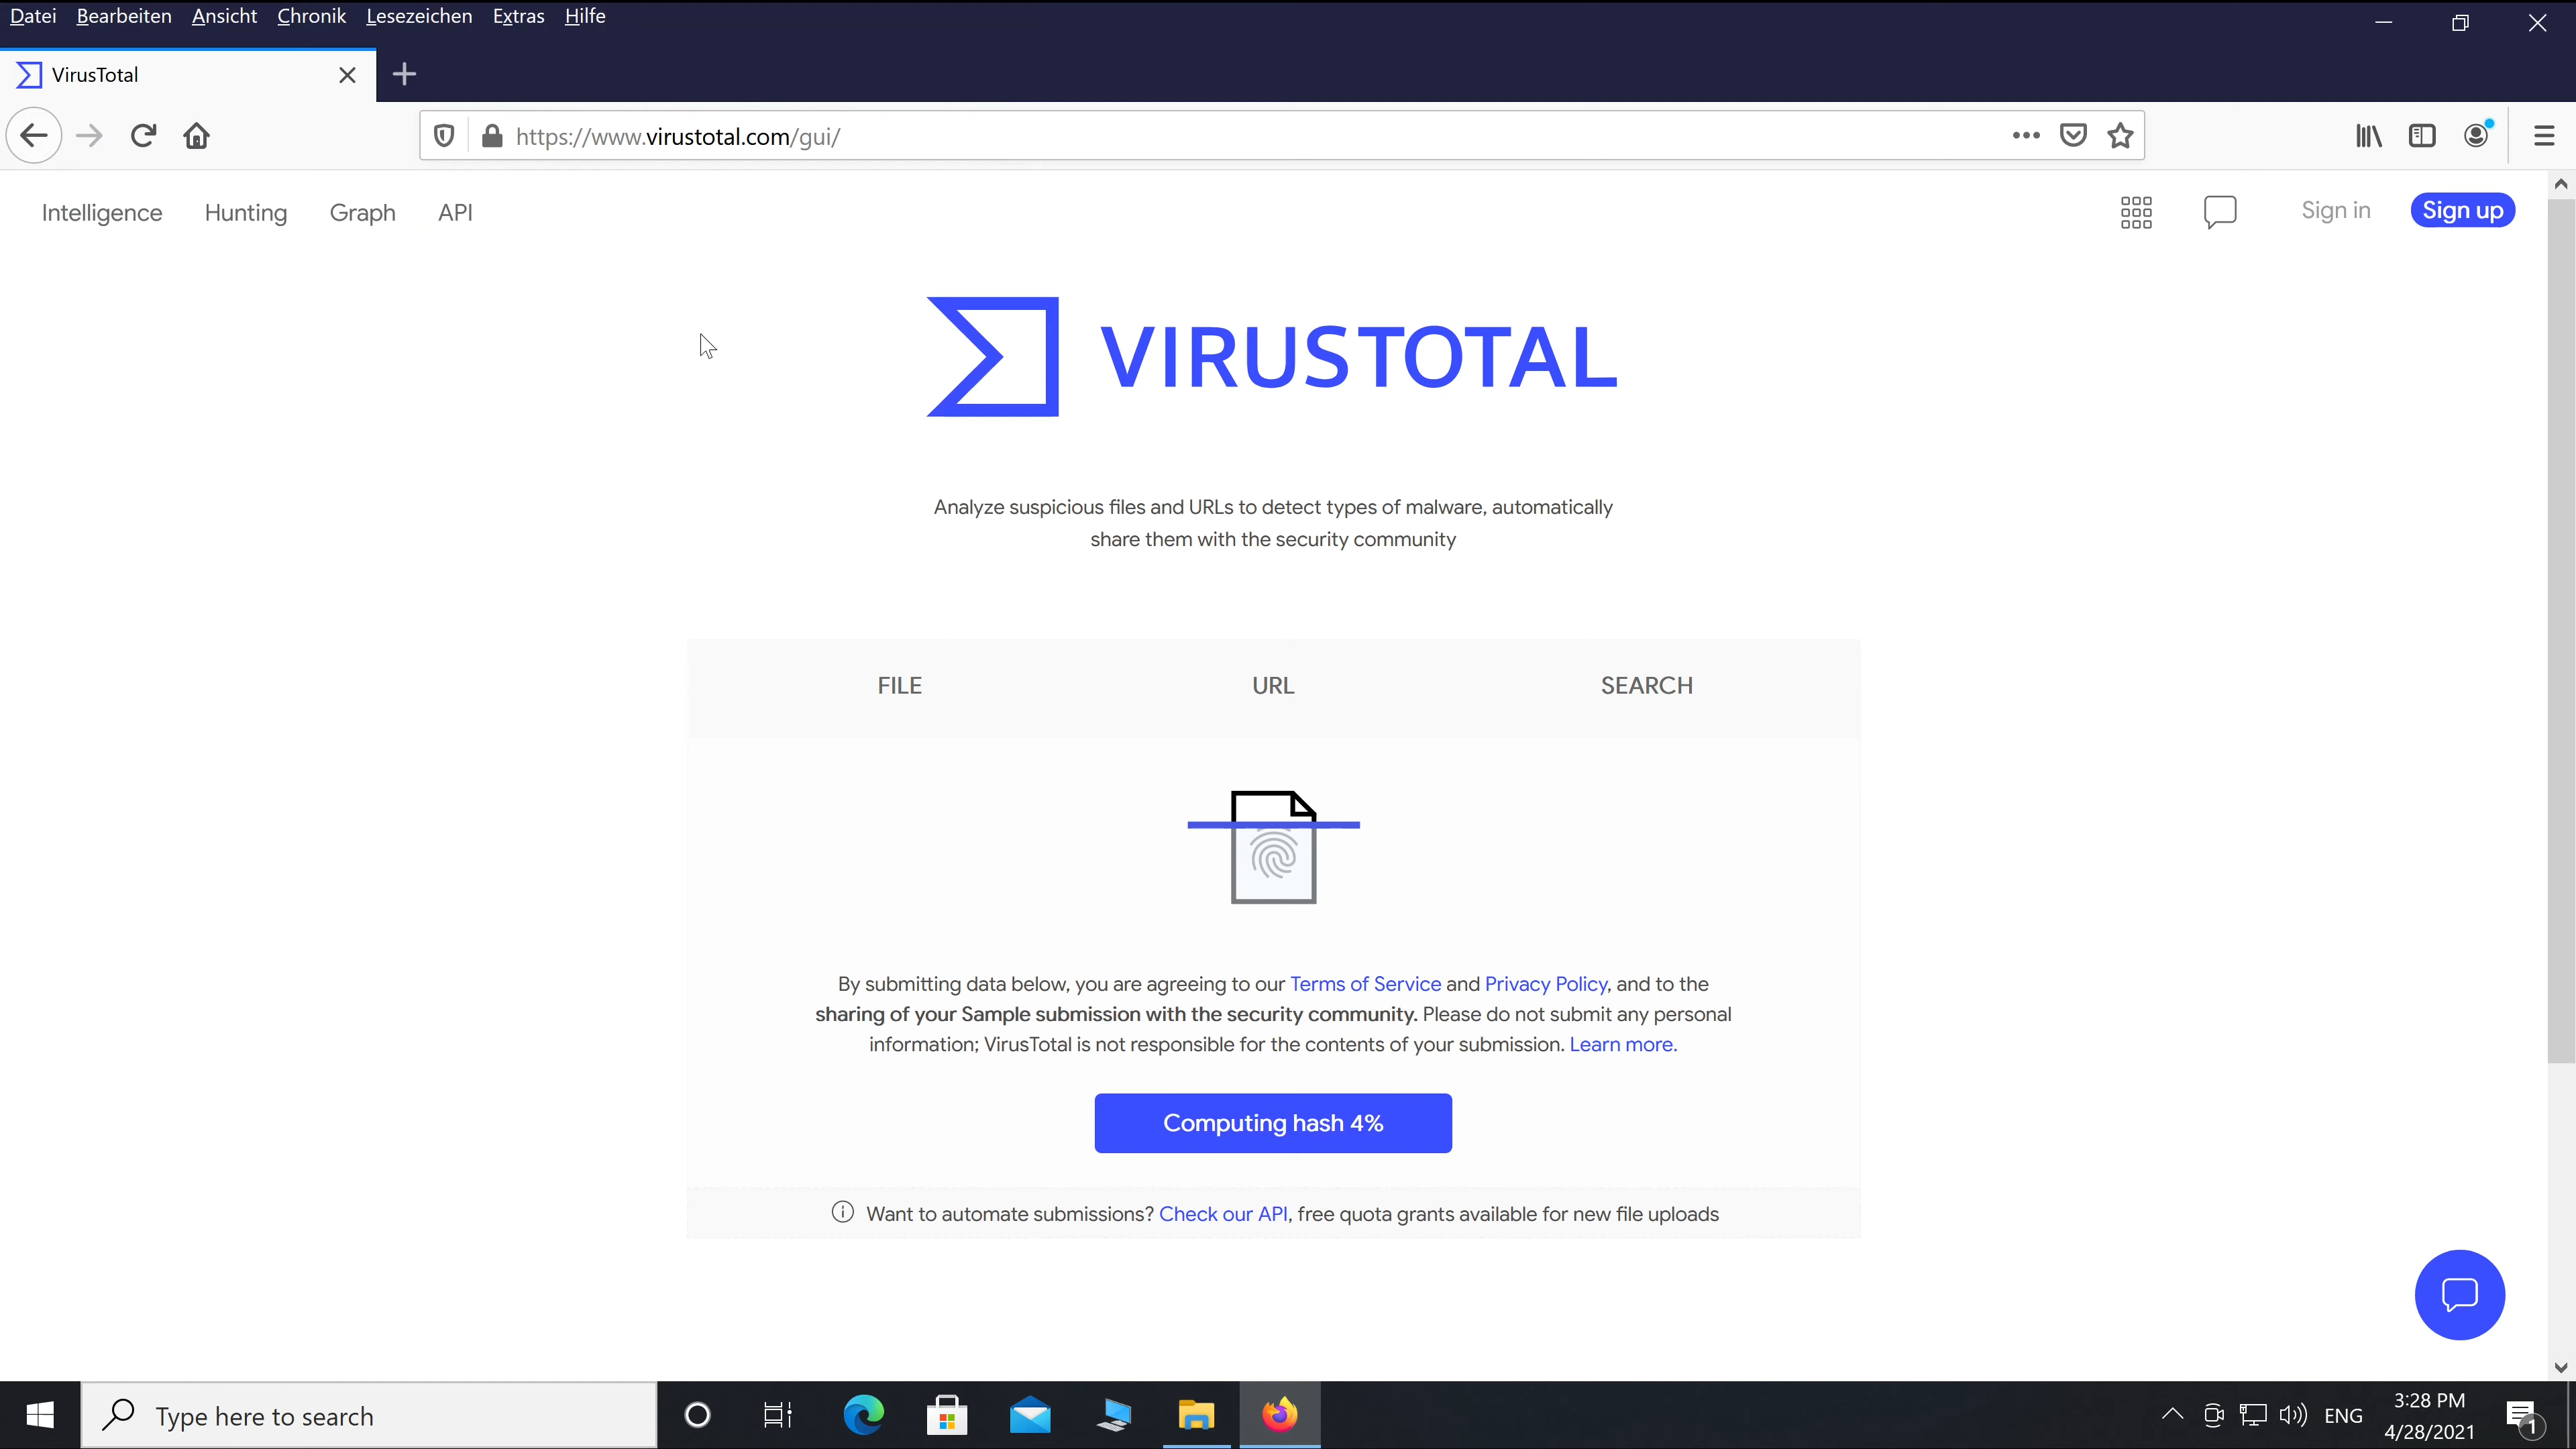 Datei Bearbeiten Ansicht Chronik Lesezeichen Extras Hilfe
VirusTotal
https://www.virustotal.com/gui/
Intelligence Hunting Graph API Sign in Sign up
VIRUSTOTAL
Analyze suspicious files and URLs to detect types of malware, automatically
share them with the security community
FILE URL SEARCH
By submitting data below, you are agreeing to our Terms of Service and Privacy Policy, and to the
sharing of your Sample submission with the security community. Please do not submit any personal
information; VirusTotal is not responsible for the contents of your submission. Learn more.
Computing hash 4%
Want to automate submissions? Check our API, free quota grants available for new file uploads
Type here to search
ENG
3:28 PM
4/28/2021
1